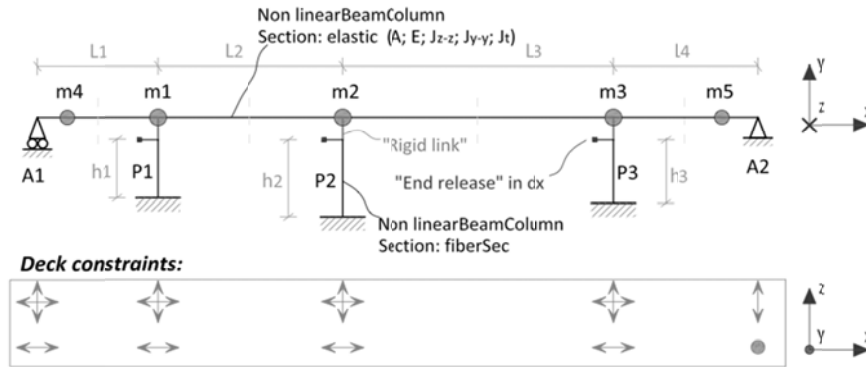 Non linearBeamColumn
Section: elastic (A; E; Jz-z; Jy-y; Jt)
L1 L2 L3 L4
m4 m1 m2 m3 m5
y
z
"Rigid link"
A1 h1 P1 h2 P2 "End release" in dx P3 h3 A2
Non linearBeamColumn
Section: fiberSec
Deck constraints:
z
y